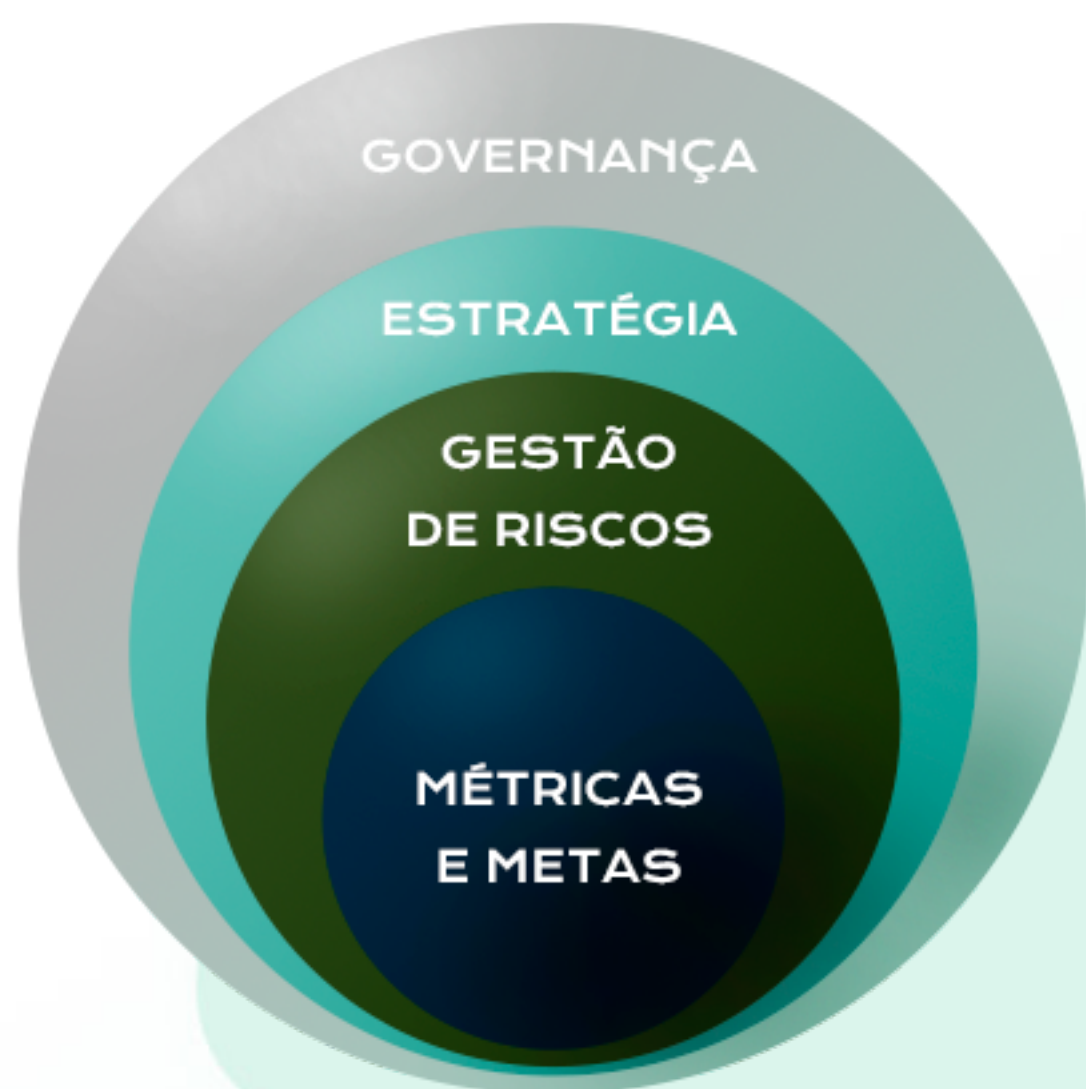 GOVERNANÇA
ESTRATÉGIA
GESTÃO
DE RISCOS
MÉTRICAS
E METAS